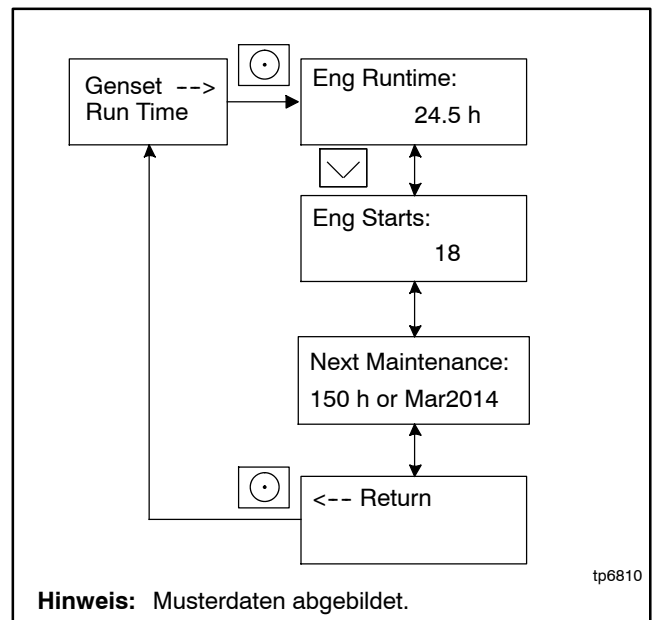 Genset -->
Run Time
Eng Runtime:
24.5 h
Eng Starts:
18
Next Maintenance:
150 h or Mar2014
<-- Return
tp6810
Hinweis: Musterdaten abgebildet.